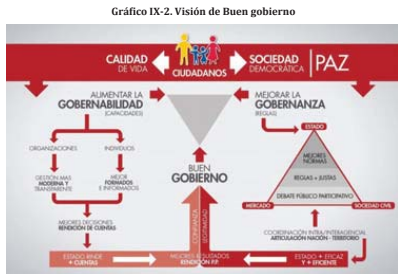 Gráfico IX-2. Visión de Buen gobierno
CALIDAD
DE VIDA
CIUDADANOS
SOCIEDAD
DEMOCRÁTICA
PAZ
ALIMENTAR LA
GOBERNABILIDAD
(CAPACIDADES)
MEJORAR LA
GOBERNANZA
(REGLAS)
ORGANIZACIONES
INDIVIDUOS
GESTIÓN MAS
MODERNA Y
TRANSPARENTE
MEJOR
FORMADOS
E INFORMADOS
MEJORES DECISIONES
RENDICIÓN DE CUENTAS
BUEN
GOBIERNO
CONFIANZA
LEGITIMIDAD
ESTADO
MEJORES
NORMAS
REGLAS + JUSTAS
DEBATE PÚBLICO PARTICIPATIVO
MERCADO
SOCIEDAD CIVIL
COORDINACIÓN INTRA/INTERAGENCIAL
ARTICULACIÓN NACIÓN - TERRITORIO
ESTADO RINDE
+ CUENTAS
MEJORES RESULTADOS
RENDICIÓN P.P.
ESTADO + EFICAZ
Y + EFICIENTE